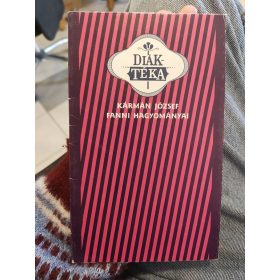 DIÁK-
TÉKA
KÁRMÁN JÓZSEF
FANNI HAGYOMÁNYAI